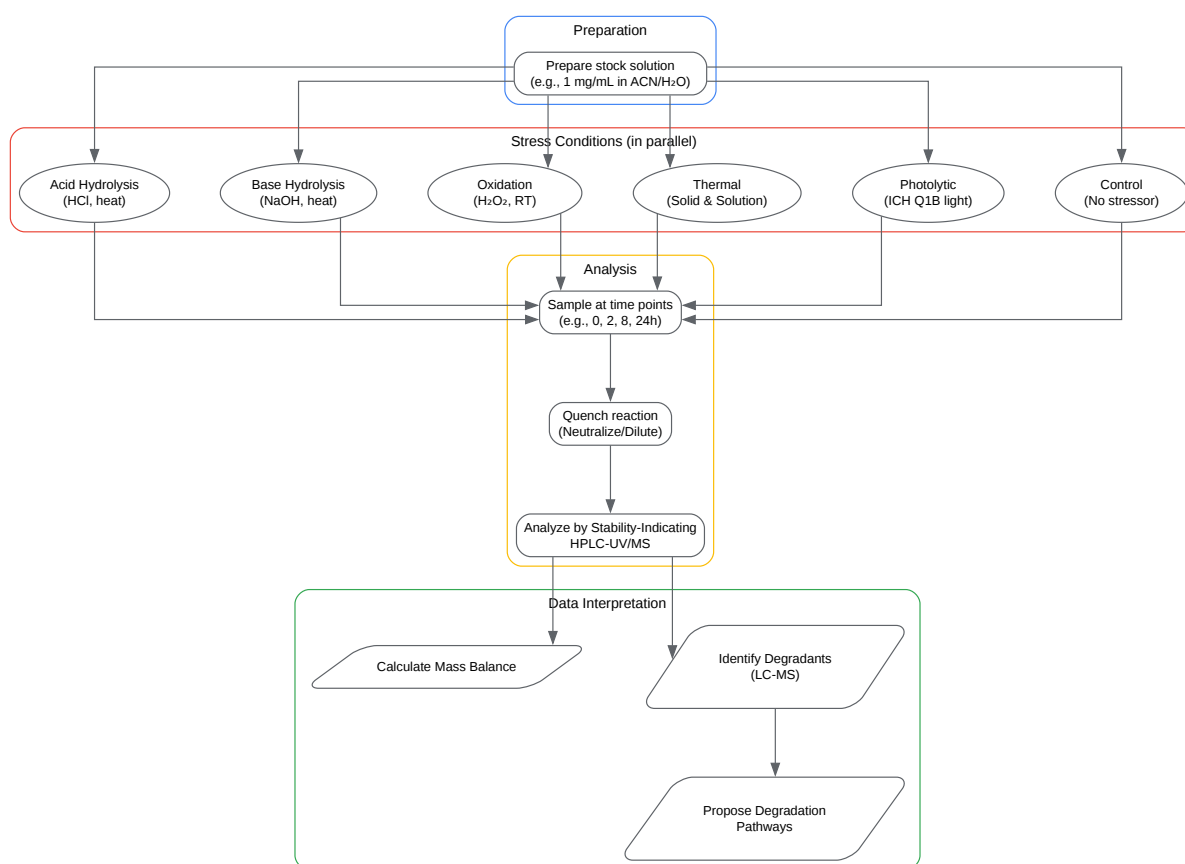 Preparation
Prepare stock solution
(e.g., 1 mg/mL in ACN/H₂O)
Stress Conditions (in parallel)
Acid Hydrolysis
(HCl, heat)
Base Hydrolysis
(NaOH, heat)
Oxidation
(H₂O₂, RT)
Thermal
(Solid & Solution)
Photolytic
(ICH Q1B light)
Control
(No stressor)
Analysis
Sample at time points
(e.g., 0, 2, 8, 24h)
Quench reaction
(Neutralize/Dilute)
Analyze by Stability-Indicating
HPLC-UV/MS
Data Interpretation
Calculate Mass Balance
Identify Degradants
(LC-MS)
Propose Degradation
Pathways